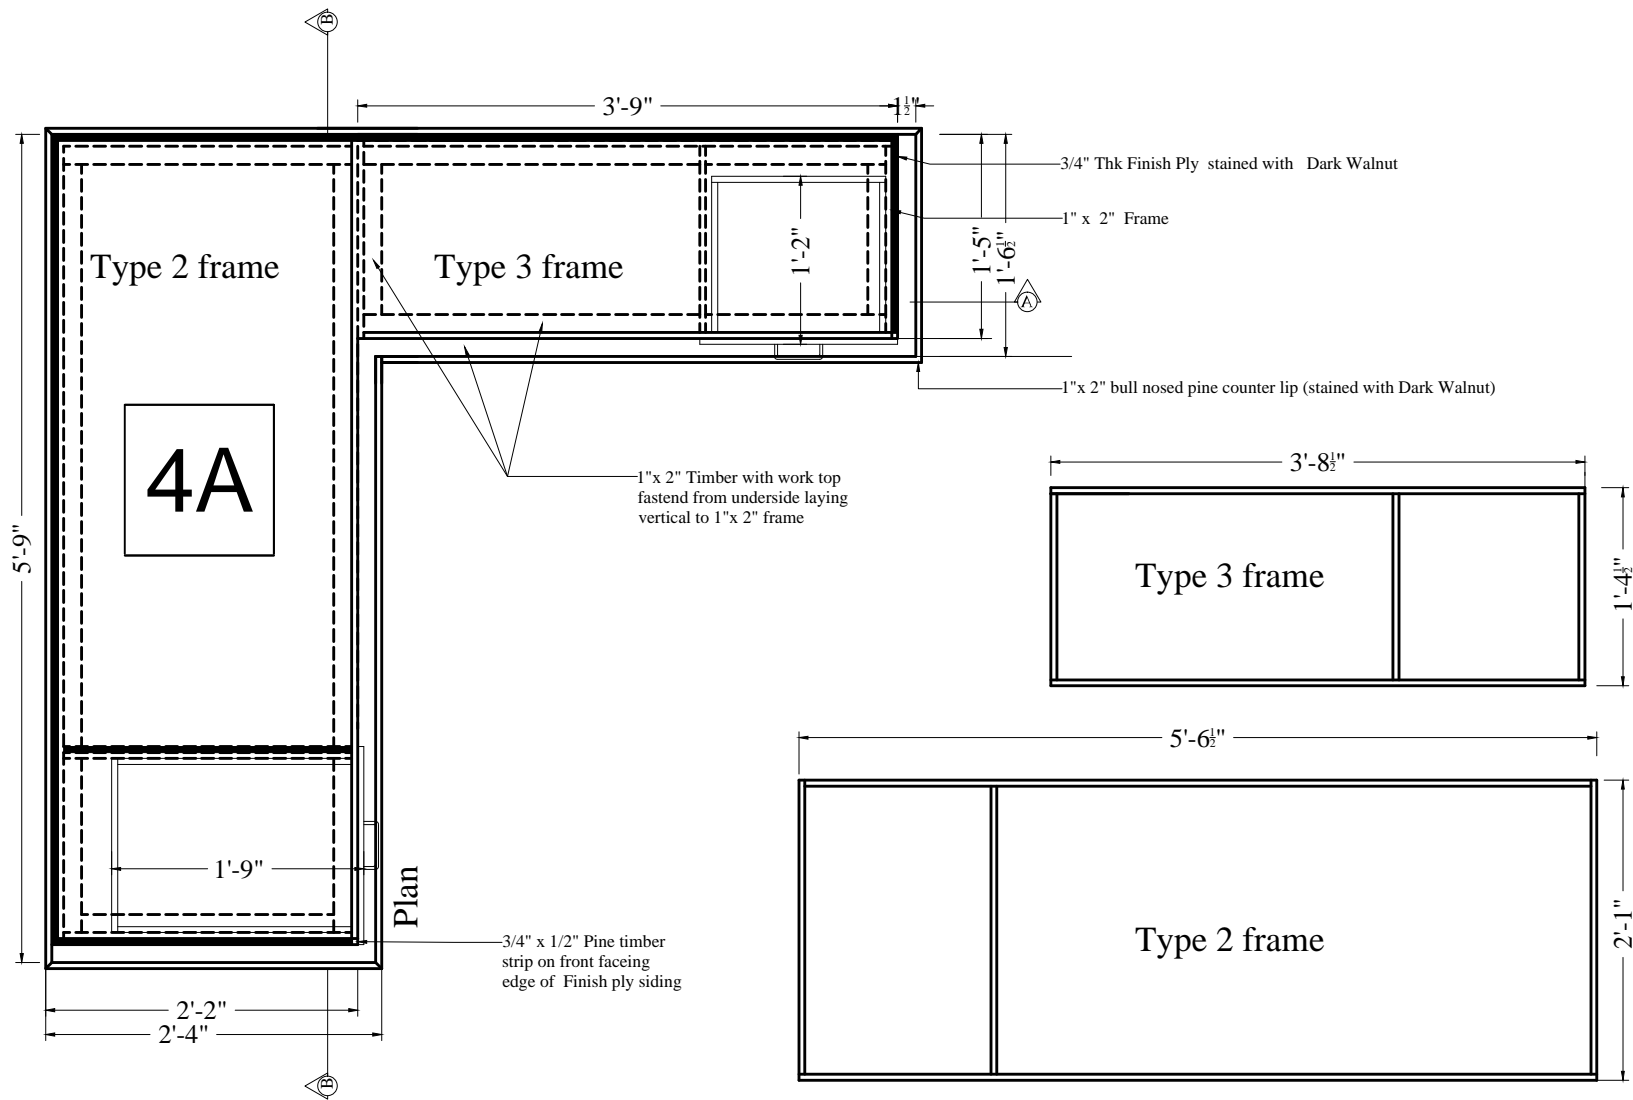 B
3'-9"
1½"
3/4" Thk Finish Ply stained with Dark Walnut
1" x 2" Frame
Type 2 frame
Type 3 frame
1'-2"
1'-5"
1'-6½"
A
1"x 2" bull nosed pine counter lip (stained with Dark Walnut)
4A
1"x 2" Timber with work top
fastend from underside laying
vertical to 1"x 2" frame
3'-8½"
Type 3 frame
1'-4½"
5'-9"
5'-6½"
1'-9"
Plan
3/4" x 1/2" Pine timber
strip on front faceing
edge of Finish ply siding
Type 2 frame
2'-1"
2'-2"
2'-4"
B